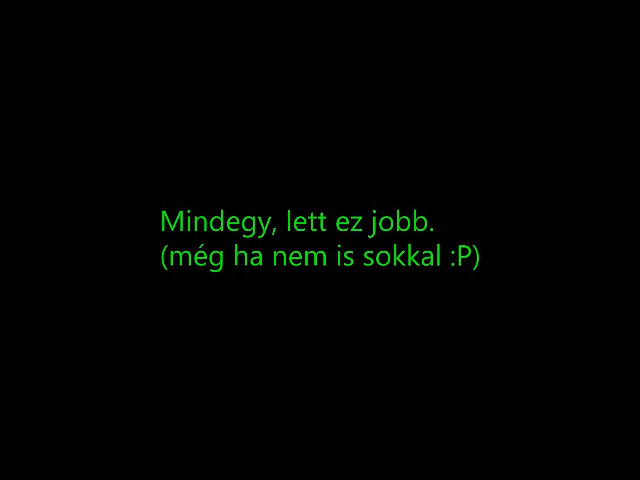 Mindegy, lett ez jobb.
(még ha nem is sokkal :P)